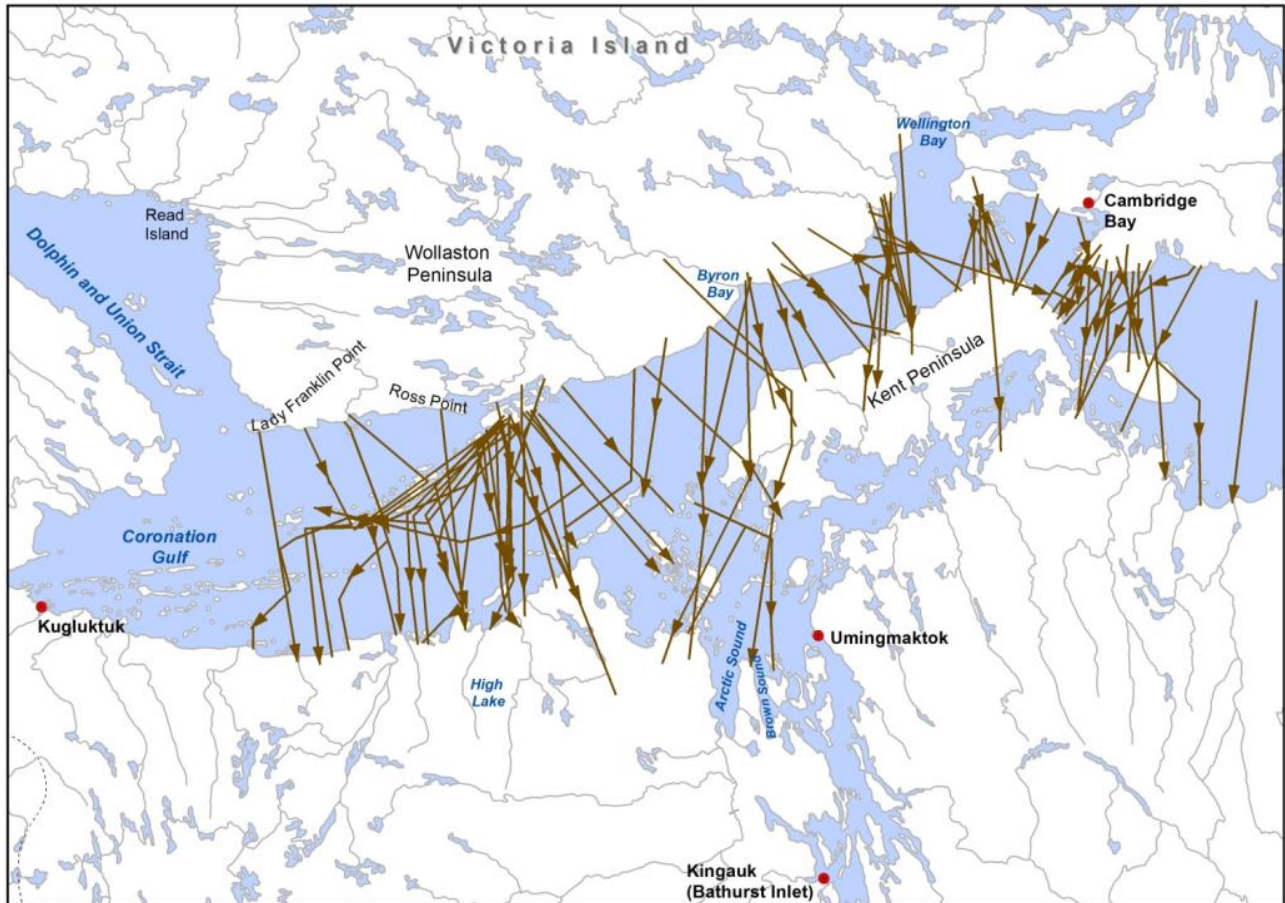 Victoria Island
Wellington
Bay
Cambridge
Bay
Read
Island
Dolphin and Union Strait
Wollaston
Peninsula
Byron
Bay
Kent Peninsula
Lady Franklin Point
Ross Point
Coronation
Gulf
Kugluktuk
Umingmaktok
Arctic Sound
Brown Sound
High
Lake
Kingauk
(Bathurst Inlet)